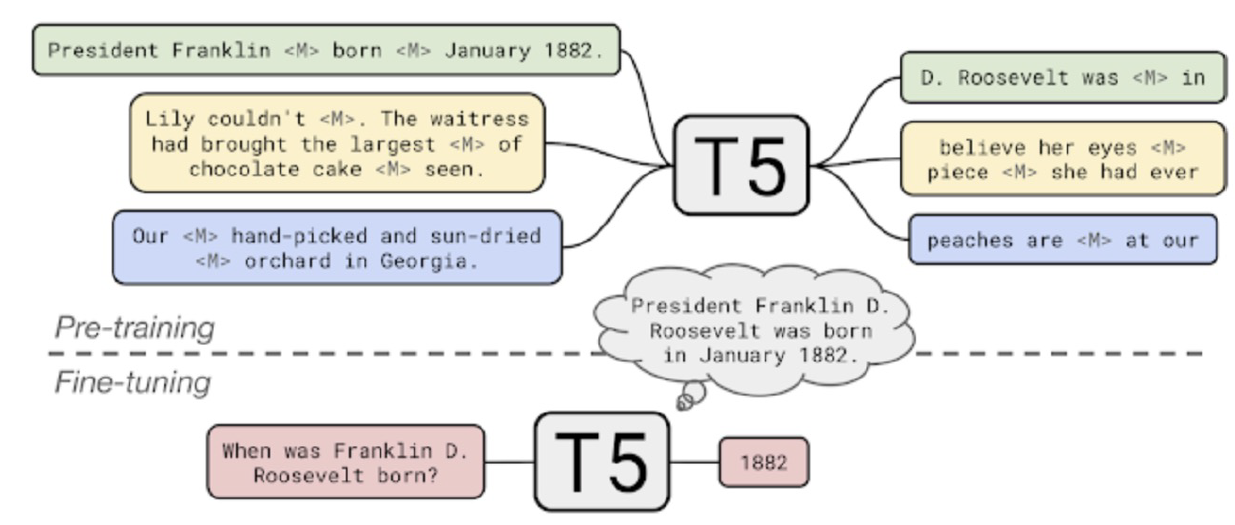 President Franklin <M> born <M> January 1882.
Lily couldn't <M>. The waitress
had brought the largest <M> of
chocolate cake <M> seen.
Our <M> hand-picked and sun-dried
<M> orchard in Georgia.
T5
D. Roosevelt was <M> in
believe her eyes <M>
piece <M> she had ever
peaches are <M> at our
Pre-training
President Franklin D.
Roosevelt was born
in January 1882.
Fine-tuning
When was Franklin D.
Roosevelt born?
T5
1882